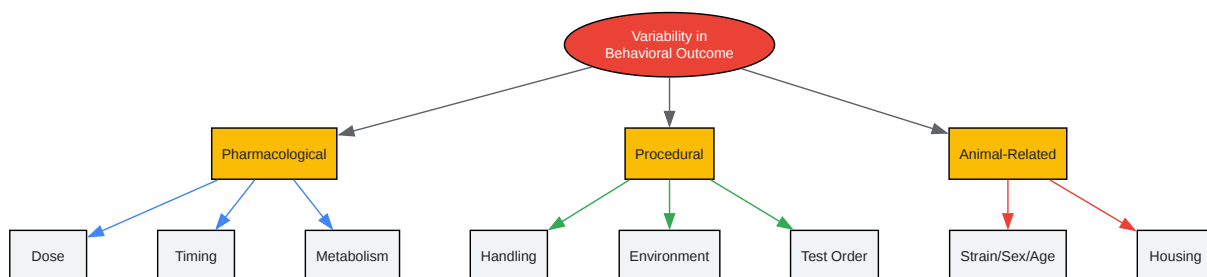 Variability in
Behavioral Outcome
Pharmacological
Procedural
Animal-Related
Dose
Timing
Metabolism
Handling
Environment
Test Order
Strain/Sex/Age
Housing